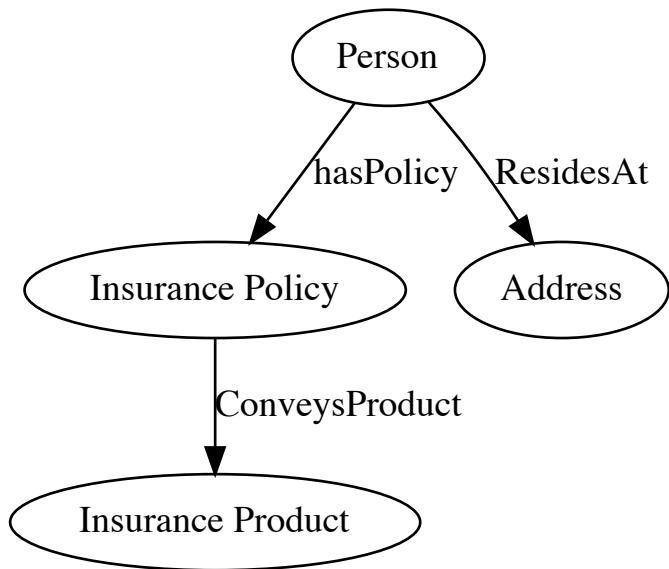 Person
hasPolicy
ResidesAt
Insurance Policy
Address
ConveysProduct
Insurance Product